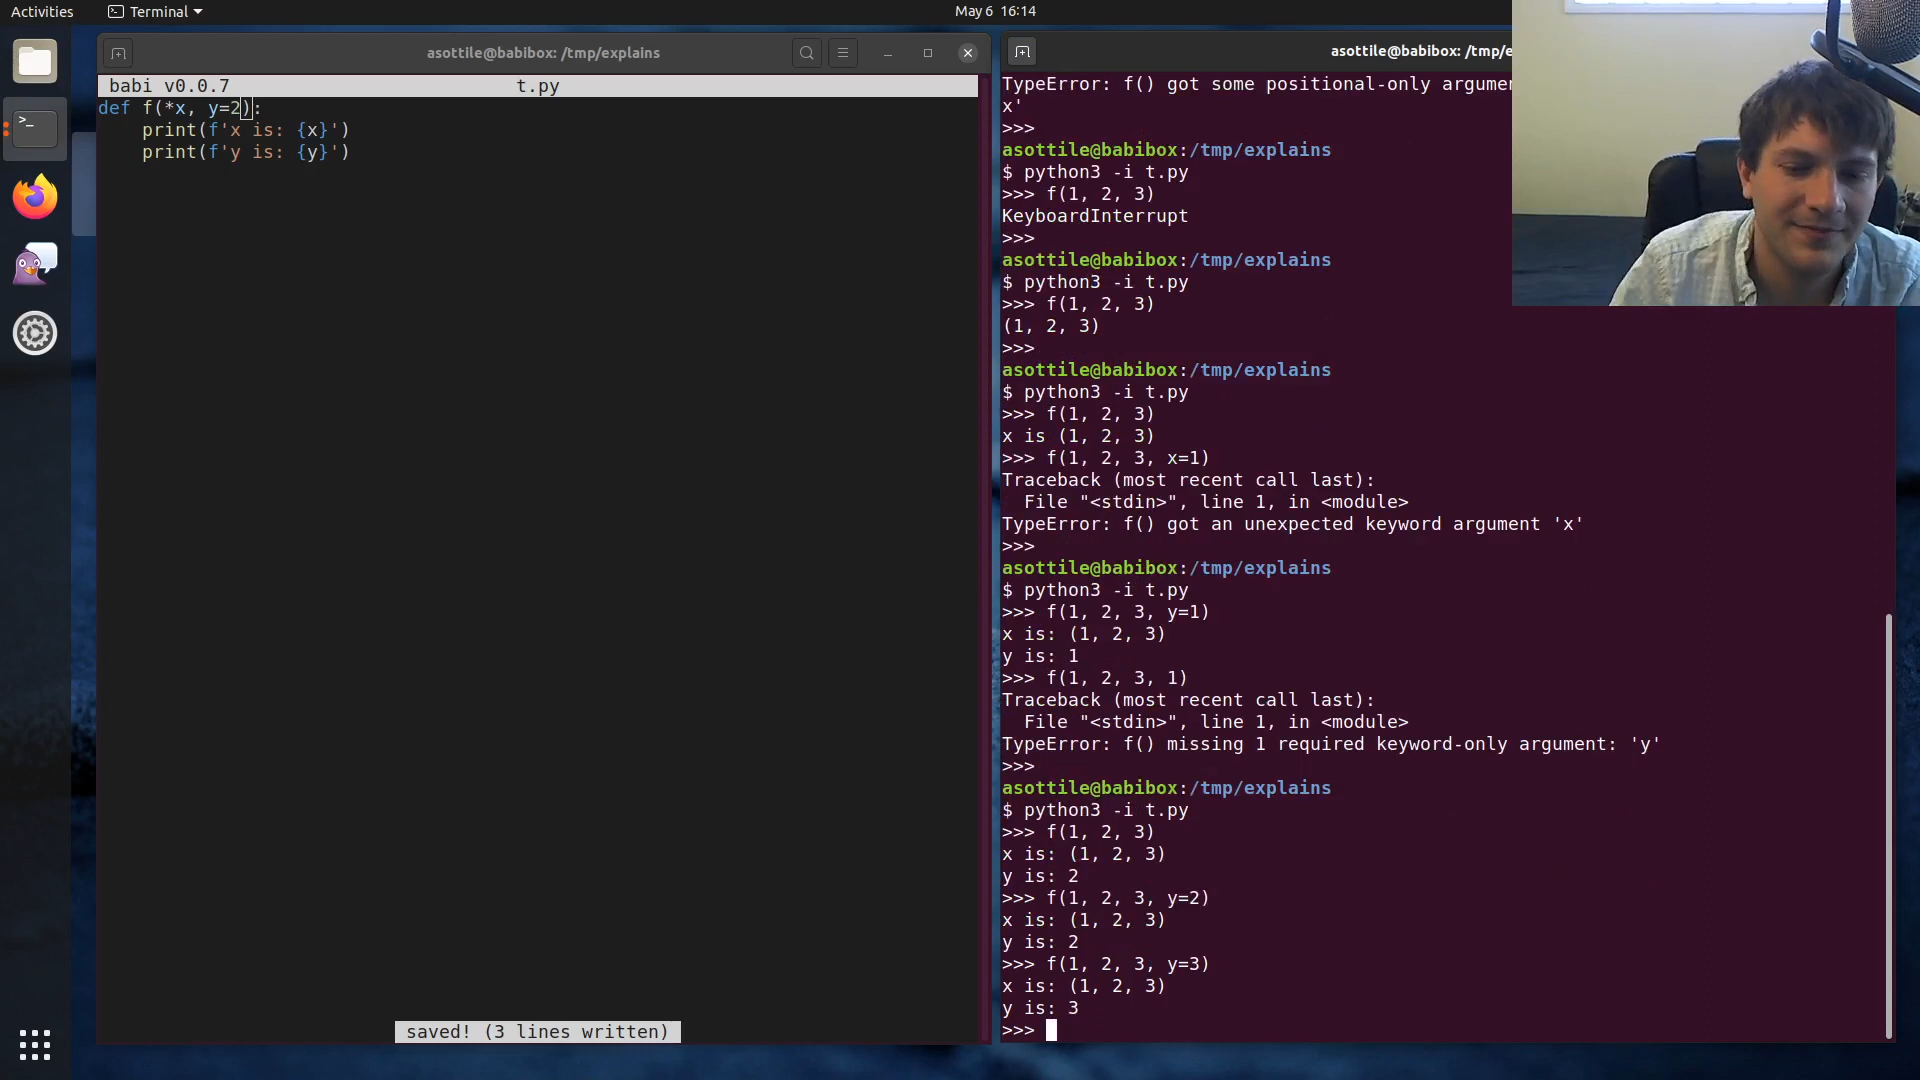 Activities
Terminal
May 6 16:14
asottile@babibox: /tmp/explains
babi v0.0.7 t.py
def f(*x, y=2):
    print(f'x is: {x}')
    print(f'y is: {y}')
saved! (3 lines written)
asottile@babibox: /tmp/e
TypeError: f() got some positional-only argumen
x'
>>>
asottile@babibox:/tmp/explains
$ python3 -i t.py
>>> f(1, 2, 3)
KeyboardInterrupt
>>>
asottile@babibox:/tmp/explains
$ python3 -i t.py
>>> f(1, 2, 3)
(1, 2, 3)
>>>
asottile@babibox:/tmp/explains
$ python3 -i t.py
>>> f(1, 2, 3)
x is (1, 2, 3)
>>> f(1, 2, 3, x=1)
Traceback (most recent call last):
  File "<stdin>", line 1, in <module>
TypeError: f() got an unexpected keyword argument 'x'
>>>
asottile@babibox:/tmp/explains
$ python3 -i t.py
>>> f(1, 2, 3, y=1)
x is: (1, 2, 3)
y is: 1
>>> f(1, 2, 3, 1)
Traceback (most recent call last):
  File "<stdin>", line 1, in <module>
TypeError: f() missing 1 required keyword-only argument: 'y'
>>>
asottile@babibox:/tmp/explains
$ python3 -i t.py
>>> f(1, 2, 3)
x is: (1, 2, 3)
y is: 2
>>> f(1, 2, 3, y=2)
x is: (1, 2, 3)
y is: 2
>>> f(1, 2, 3, y=3)
x is: (1, 2, 3)
y is: 3
>>>